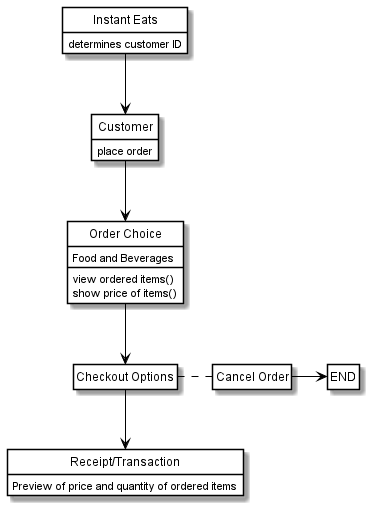 Instant Eats
determines customer ID
Customer
place order
Order Choice
Food and Beverages
view ordered items()
show price of items()
Checkout Options
Cancel Order
END
Receipt/Transaction
Preview of price and quantity of ordered items